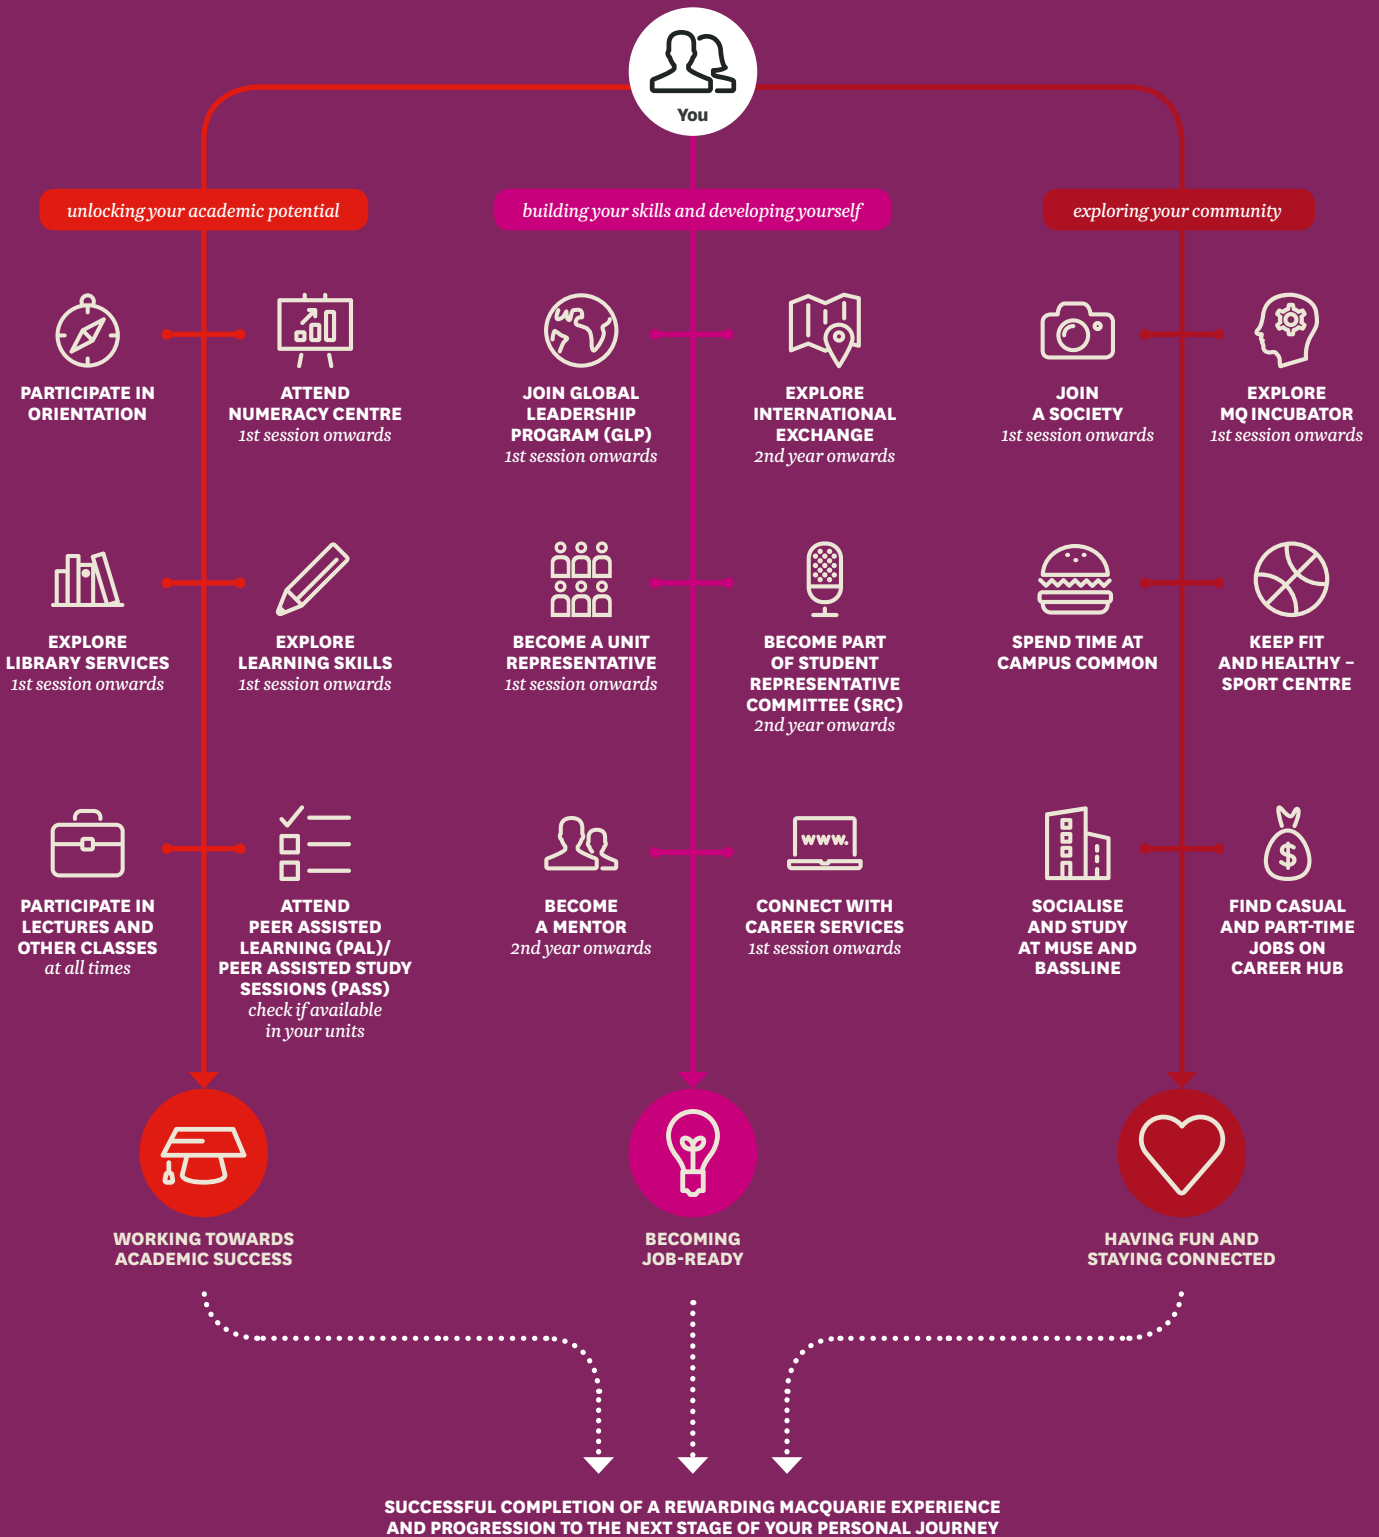 You
unlocking your academic potential
building your skills and developing yourself
exploring your community
PARTICIPATE IN
ORIENTATION
ATTEND
NUMERACY CENTRE
1st session onwards
JOIN GLOBAL
LEADERSHIP
PROGRAM (GLP)
1st session onwards
EXPLORE
INTERNATIONAL
EXCHANGE
2nd year onwards
JOIN
A SOCIETY
1st session onwards
EXPLORE
MQ INCUBATOR
1st session onwards
EXPLORE
LIBRARY SERVICES
1st session onwards
EXPLORE
LEARNING SKILLS
1st session onwards
BECOME A UNIT
REPRESENTATIVE
1st session onwards
BECOME PART
OF STUDENT
REPRESENTATIVE
COMMITTEE (SRC)
2nd year onwards
SPEND TIME AT
CAMPUS COMMON
KEEP FIT
AND HEALTHY –
SPORT CENTRE
PARTICIPATE IN
LECTURES AND
OTHER CLASSES
at all times
ATTEND
PEER ASSISTED
LEARNING (PAL)/
PEER ASSISTED STUDY
SESSIONS (PASS)
check if available
in your units
BECOME
A MENTOR
2nd year onwards
www.
CONNECT WITH
CAREER SERVICES
1st session onwards
SOCIALISE
AND STUDY
AT MUSE AND
BASSLINE
$
FIND CASUAL
AND PART-TIME
JOBS ON
CAREER HUB
WORKING TOWARDS
ACADEMIC SUCCESS
BECOMING
JOB-READY
HAVING FUN AND
STAYING CONNECTED
SUCCESSFUL COMPLETION OF A REWARDING MACQUARIE EXPERIENCE
AND PROGRESSION TO THE NEXT STAGE OF YOUR PERSONAL JOURNEY